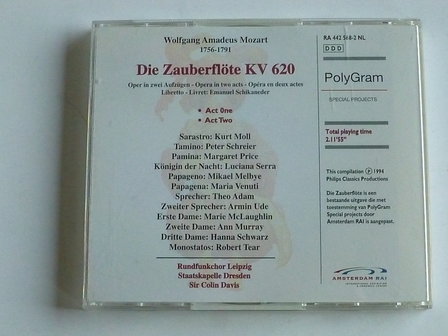 Wolfgang Amadeus Mozart
1756-1791
Die Zauberflöte KV 620
Oper in zwei Aufzügen - Opera in two acts - Opéra en deux actes
Libretto - Livret: Emanuel Schikaneder
• Act One
• Act Two
Sarastro: Kurt Moll
Tamino: Peter Schreier
Pamina: Margaret Price
Königin der Nacht: Luciana Serra
Papageno: Mikael Melbye
Papagena: Maria Venuti
Sprecher: Theo Adam
Zweiter Sprecher: Armin Ude
Erste Dame: Marie McLaughlin
Zweite Dame: Ann Murray
Dritte Dame: Hanna Schwarz
Monostatos: Robert Tear
Rundfunkchor Leipzig
Staatskapelle Dresden
Sir Colin Davis
RA 442 568-2 NL
DDD
PolyGram
SPECIAL PROJECTS
Total playing time
2.11'55"
This compilation Ⓟ 1994
Philips Classics Productions
Die Zauberflöte is een
bestaande uitgave die met
toestemming van PolyGram
Special projects door
Amsterdam RAI is aangepast.
AMSTERDAM RAI
INTERNATIONAL EXHIBITION
& CONGRESS CENTRE